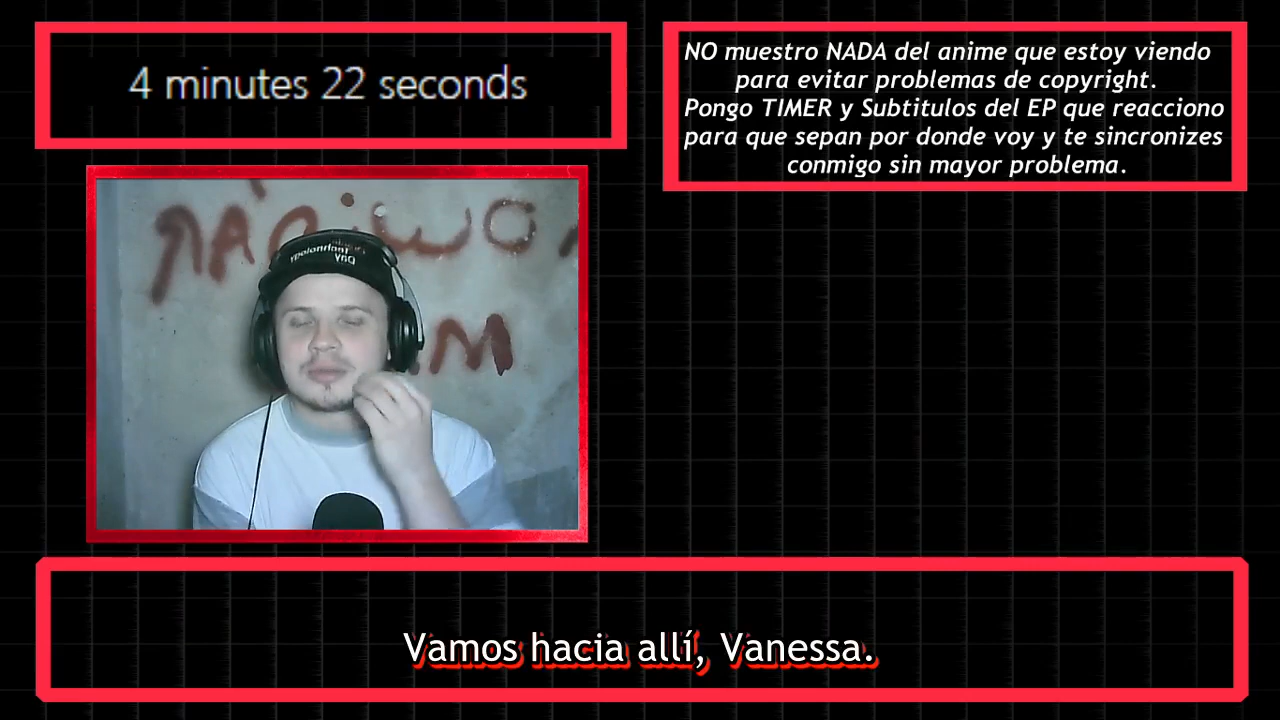 4 minutes 22 seconds
NO muestro NADA del anime que estoy viendo
para evitar problemas de copyright.
Pongo TIMER y Subtitulos del EP que reacciono
para que sepan por donde voy y te sincronizes
conmigo sin mayor problema.
Vamos hacia allí, Vanessa.